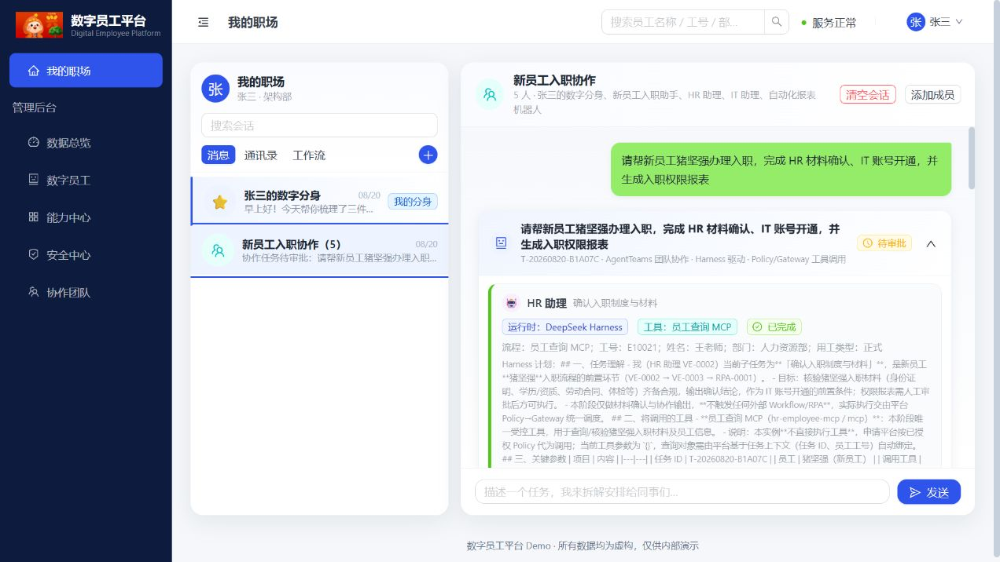 数字员工平台
Digital Employee Platform
我的职场
管理后台
数据总览
数字员工
能力中心
安全中心
协作团队
我的职场
搜索员工名称 / 工号 / 部...
服务正常
张
张三
张
我的职场
张三 · 架构部
搜索会话
消息
通讯录
工作流
张三的数字分身
08/20
我的分身
早上好！今天帮你梳理了三件...
新员工入职协作（5）
08/20
协作任务待审批：请帮新员工猪坚强办理入职...
新员工入职协作
5 人 · 张三的数字分身、新员工入职助手、HR 助理、IT 助理、自动化报表
机器人
清空会话
添加成员
请帮新员工猪坚强办理入职，完成 HR 材料确认、IT 账号开通，并
生成入职权限报表
请帮新员工猪坚强办理入职，完成 HR 材料确认、IT 账号开通，并
生成入职权限报表
待审批
T-20260820-B1A07C · AgentTeams 团队协作 · Harness 驱动 · Policy/Gateway 工具调用
HR 助理 确认入职制度与材料
运行时：DeepSeek Harness
工具：员工查询 MCP
已完成
流程：员工查询 MCP；工号：E10021；姓名：王老师；部门：人力资源部；用工类型：正式
Harness 计划：## 一、任务理解 - 我（HR 助理 VE-0002）当前子任务为**「确认入职制度与材料」**，是新员工
**猪坚强**入职流程的前置环节（VE-0002 → VE-0003 → RPA-0001）。 - 目标：核验猪坚强入职材料（身份证
明、学历/资质、劳动合同、体检等）齐备合规，输出确认结论，作为 IT 账号开通的前置条件；权限报表需人工审
批后方可执行。 - 本阶段仅做材料确认与协作输出，**不触发任何外部 Workflow/RPA**，实际执行交由平台
Policy→Gateway 统一调度。 ## 二、将调用的工具 - **员工查询 MCP（hr-employee-mcp / mcp）**：本阶段唯
一受控工具，用于查询/核验猪坚强入职材料及员工信息。 - 说明：本实例**不直接执行工具**，申请平台按已授
权 Policy 代为调用；当前工具参数为 `{}`，查询对象需由平台基于任务上下文（任务 ID、员工工号）自动绑定。
## 三、关键参数 | 项目 | 内容 | |---|---| | 任务 ID | T-20260820-B1A07C | | 员工 | 猪坚强（新员工） | | 调用工具 |
描述一个任务，我来拆解安排给同事们...
发送
数字员工平台 Demo · 所有数据均为虚构，仅供内部演示